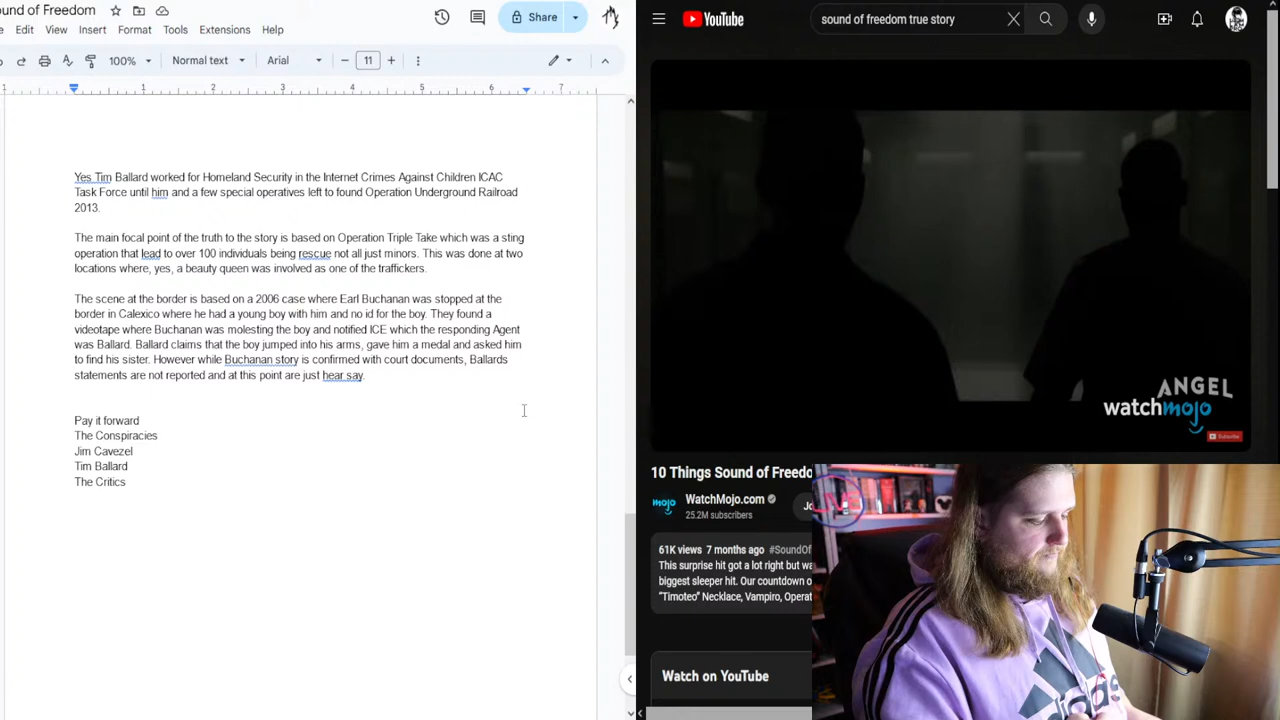 ound of Freedom
Edit View Insert Format Tools Extensions Help
Share
100% Normal text Arial 11
1 1 2 3 4 5 6 7
Yes Tim Ballard worked for Homeland Security in the Internet Crimes Against Children ICAC
Task Force until him and a few special operatives left to found Operation Underground Railroad
2013.
The main focal point of the truth to the story is based on Operation Triple Take which was a sting
operation that lead to over 100 individuals being rescue not all just minors. This was done at two
locations where, yes, a beauty queen was involved as one of the traffickers.
The scene at the border is based on a 2006 case where Earl Buchanan was stopped at the
border in Calexico where he had a young boy with him and no id for the boy. They found a
videotape where Buchanan was molesting the boy and notified ICE which the responding Agent
was Ballard. Ballard claims that the boy jumped into his arms, gave him a medal and asked him
to find his sister. However while Buchanan story is confirmed with court documents, Ballards
statements are not reported and at this point are just hear say.
Pay it forward
The Conspiracies
Jim Cavezel
Tim Ballard
The Critics
YouTube
sound of freedom true story
ANGEL
watchmojo
Subscribe
10 Things Sound of Freedo
mojo
WatchMojo.com
25.2M subscribers
Jo
61K views 7 months ago #SoundOf
This surprise hit got a lot right but wa
biggest sleeper hit. Our countdown o
"Timoteo" Necklace, Vampiro, Operat
Watch on YouTube